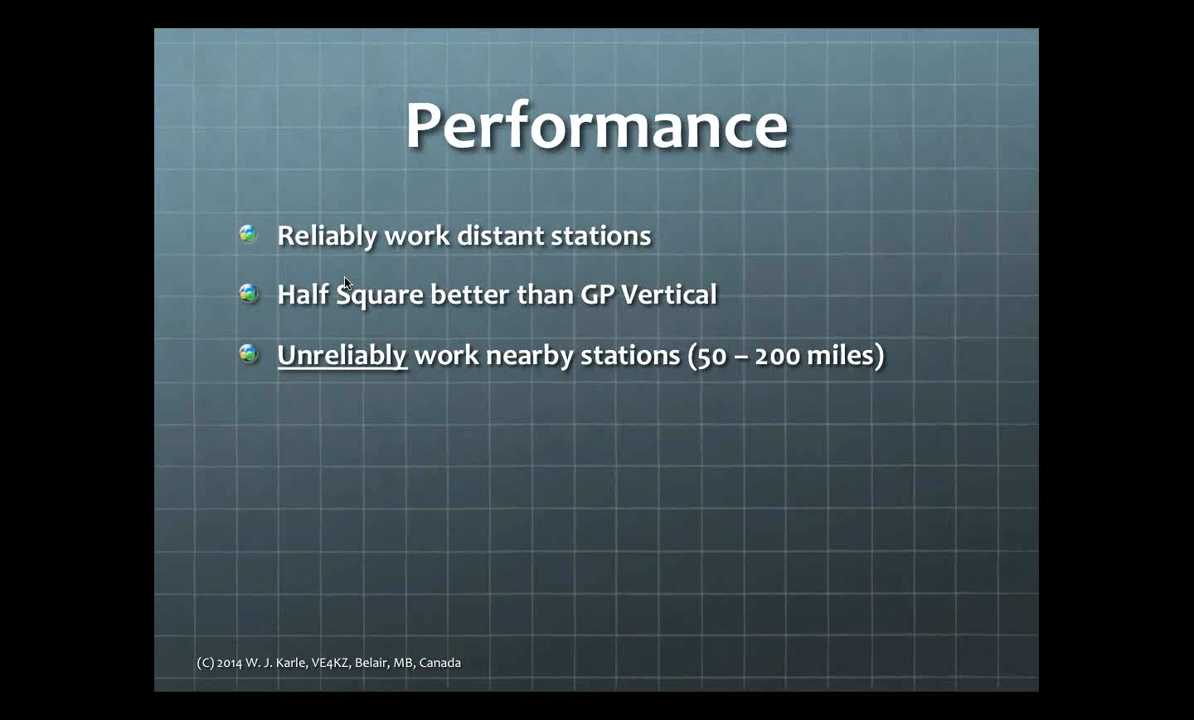 Performance
Reliably work distant stations
Half Square better than GP Vertical
Unreliably work nearby stations (50 – 200 miles)
(C) 2014 W. J. Karle, VE4KZ, Belair, MB, Canada